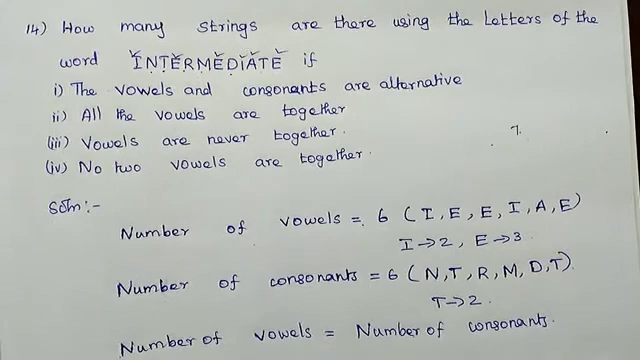 14) How many strings are there using the Letters of the
word INTERMEDIATE if
i) The vowels and consonants are alternative
ii) All the vowels are together
(iii) Vowels are never together.
(iv) No two vowels are together.
7.
Soln:-
Number of vowels = 6 (I, E, E, I, A, E)
I→2, E→3.
Number of consonants = 6 (N,T,R,M,D,T)
T→2.
Number of vowels = Number of consonants.